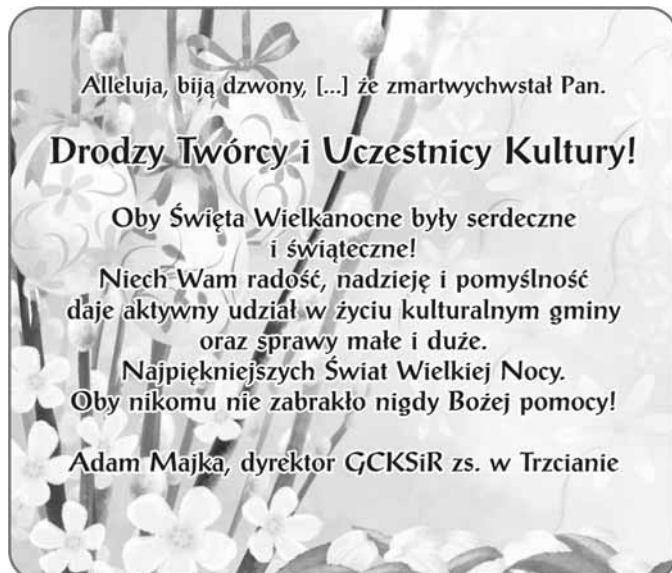 Alleluja, biją dzwony, [...] że zmartwychwstał Pan.
Drodzy Twórcy i Uczestnicy Kultury!
Oby Święta Wielkanocne były serdeczne
i świąteczne!
Niech Wam radość, nadzieję i pomyślność
daje aktywny udział w życiu kulturalnym gminy
oraz sprawy małe i duże.
Najpiękniejszych Świat Wielkiej Nocy.
Oby nikomu nie zabrakło nigdy Bożej pomocy!
Adam Majka, dyrektor GCKSiR zs. w Trzcianie